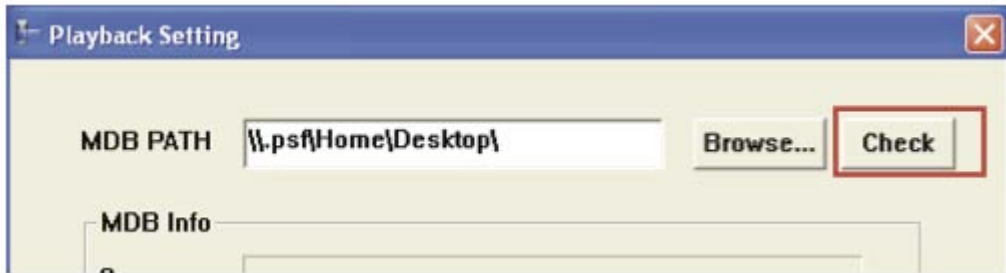 Playback Setting
MDB PATH \\.psf\Home\Desktop\ Browse... Check
MDB Info